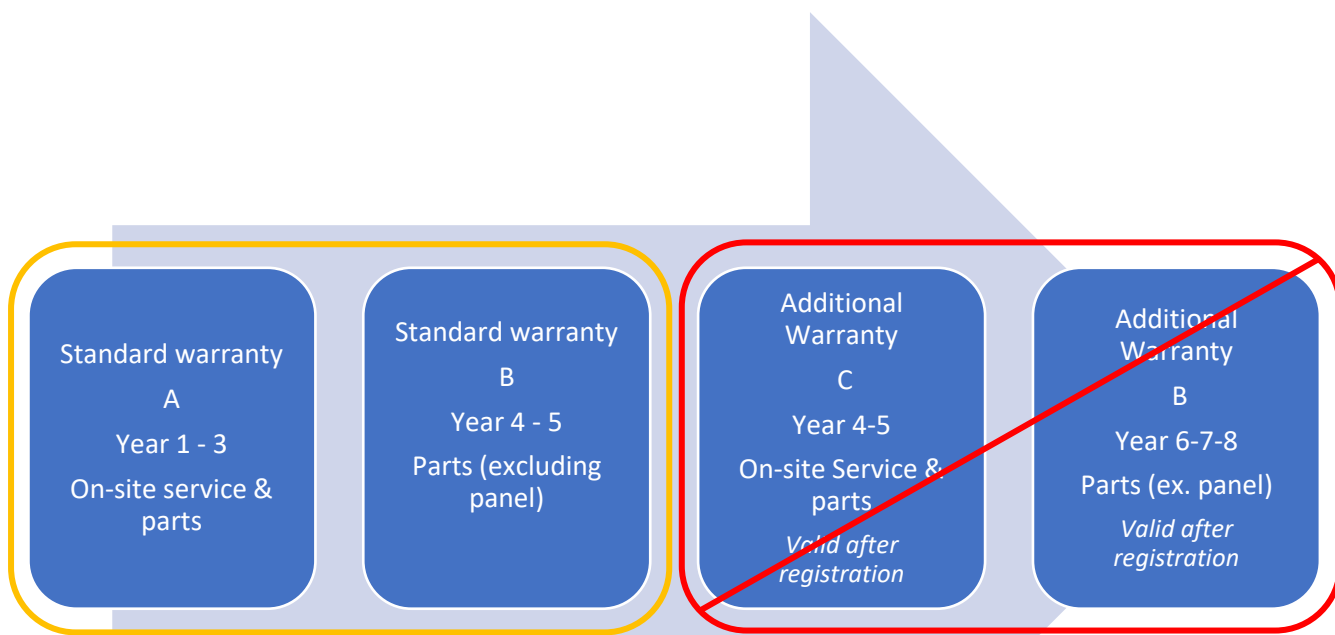 Standard warranty
A
Year 1 - 3
On-site service &
parts
Standard warranty
B
Year 4 - 5
Parts (excluding
panel)
Additional
Warranty
C
Year 4-5
On-site Service &
parts
Valid after
registration
Additional
Warranty
B
Year 6-7-8
Parts (ex. panel)
Valid after
registration